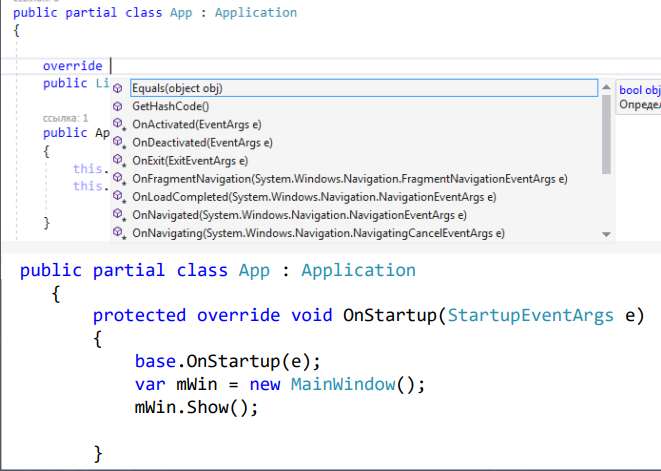 public partial class App : Application
{
override
public Li
Equals(object obj)
GetHashCode()
OnActivated(EventArgs e)
OnDeactivated(EventArgs e)
OnExit(ExitEventArgs e)
OnFragmentNavigation(System.Windows.Navigation.FragmentNavigationEventArgs e)
OnLoadCompleted(System.Windows.Navigation.NavigationEventArgs e)
OnNavigated(System.Windows.Navigation.NavigationEventArgs e)
OnNavigating(System.Windows.Navigation.NavigatingCancelEventArgs e)
bool obj
Опреде
ссылка: 1
public Ap
{
this.
this.
}
public partial class App : Application
{
protected override void OnStartup(StartupEventArgs e)
{
base.OnStartup(e);
var mWin = new MainWindow();
mWin.Show();
}